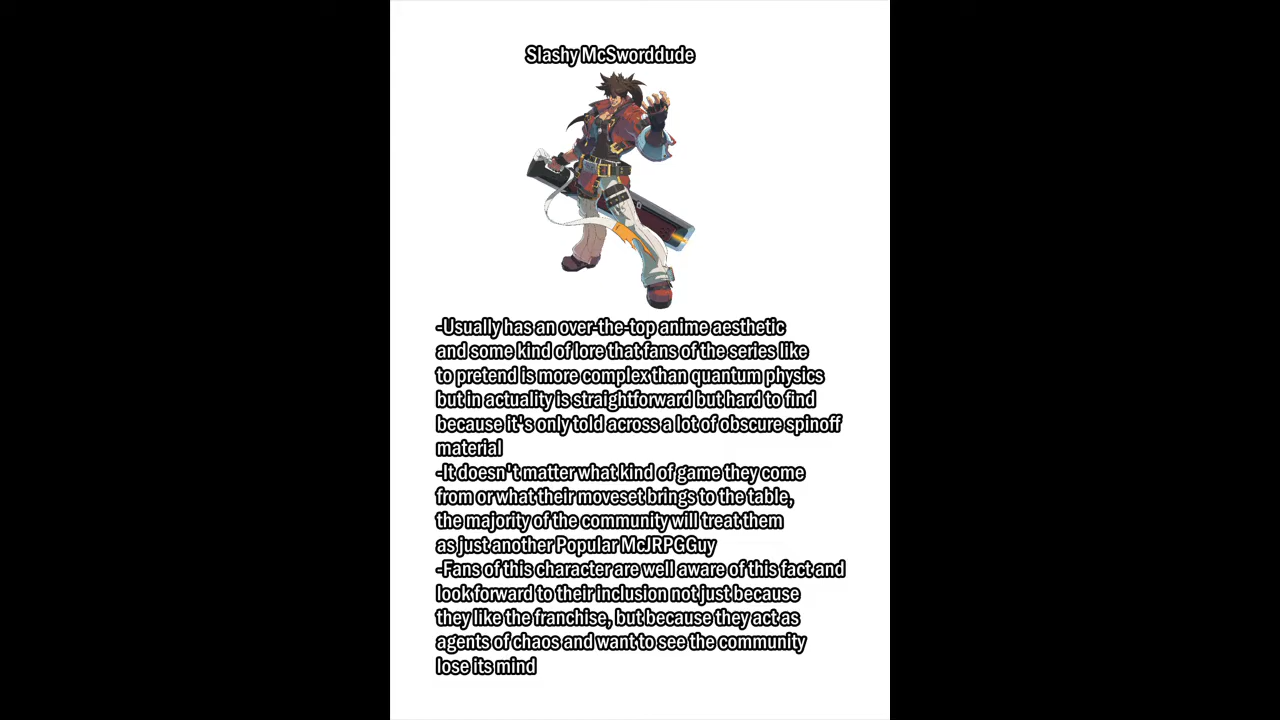 Slashy McSworddude
-Usually has an over-the-top anime aesthetic
and some kind of lore that fans of the series like
to pretend is more complex than quantum physics
but in actuality is straightforward but hard to find
because it's only told across a lot of obscure spinoff
material
-It doesn't matter what kind of game they come
from or what their moveset brings to the table,
the majority of the community will treat them
as just another Popular McJRPGGuy
-Fans of this character are well aware of this fact and
look forward to their inclusion not just because
they like the franchise, but because they act as
agents of chaos and want to see the community
lose its mind